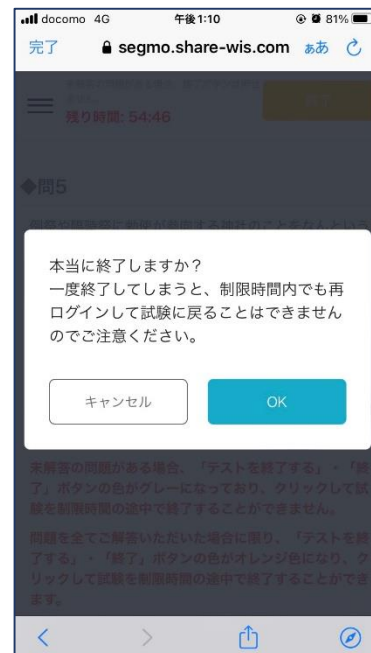 docomo 4G 午後1:10 81%
完了 segmo.share-wis.com ああ
残り時間: 54:46
◆問5
本当に終了しますか？
一度終了してしまうと、制限時間内でも再
ログインして試験に戻ることはできません
のでご注意ください。
キャンセル OK
未解答の問題がある場合、「テストを終了する」・「終
了」ボタンの色がグレーになっており、クリックして試
験を制限時間の途中で終了することができません。
問題を全てご解答いただいた場合に限り、「テストを終
了する」・「終了」ボタンの色がオレンジ色になり、ク
リックして試験を制限時間の途中で終了することができ
ます。